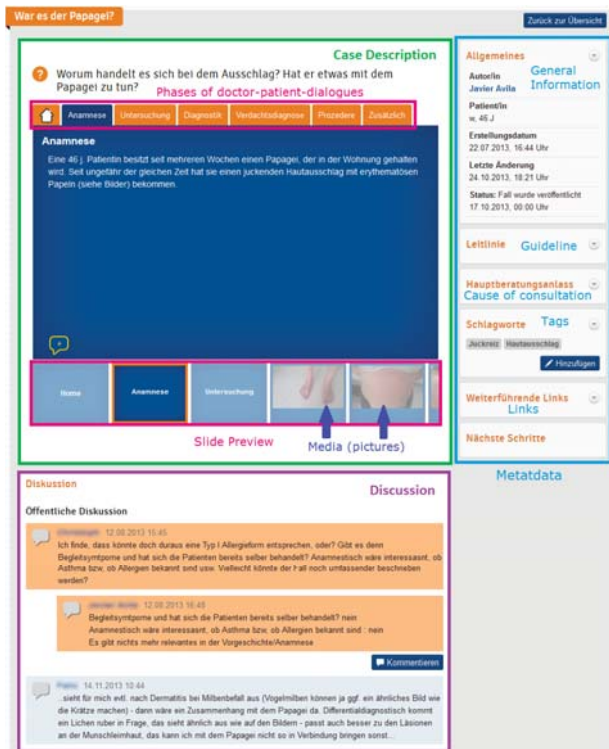 War es der Papagei?
Zurück zur Übersicht
Case Description
Worum handelt es sich bei dem Ausschlag? Hat er etwas mit dem
Papagei zu tun?
Phases of doctor-patient-dialogues
Anamnese Untersuchung Diagnostik Verdachtsdiagnose Prozedere Zusätzlich
Anamnese
Eine 46 j. Patientin besitzt seit mehreren Wochen einen Papagei, der in der Wohnung gehalten
wird. Seit ungefähr der gleichen Zeit hat sie einen juckenden Hautausschlag mit erythematösen
Papeln (siehe Bilder) bekommen.
Home Anamnese Untersuchung
Slide Preview
Media (pictures)
Allgemeines
General
Information
Autor/in
Javier Avila
Patient/in
w, 46 J
Erstellungsdatum
22.07.2013, 16:44 Uhr
Letzte Änderung
24.10.2013, 18:21 Uhr
Status: Fall wurde veröffentlicht
17.10.2013, 00:00 Uhr
Leitlinie Guideline
Hauptberatungsanlass
Cause of consultation
Schlagworte Tags
Juckreiz Hautausschlag
Hinzufügen
Weiterführende Links
Links
Nächste Schritte
Metatdata
Diskussion
Discussion
Öffentliche Diskussion
12.08.2013 15:45
Ich finde, dass könnte doch duraus eine Typ I Allergieform entsprechen, oder? Gibt es denn
Begleitsymtpome und hat sich die Patienten bereits selber behandelt? Anamnestisch wäre interessasnt, ob
Asthma bzw, ob Allergien bekannt sind usw. Vielleicht könnte der Fall noch umfassender beschrieben
werden?
12.08.2013 16:48
Begleitsymtpome und hat sich die Patienten bereits selber behandelt? nein
Anamnestisch wäre interessasnt, ob Asthma bzw, ob Allergien bekannt sind : nein
Es gibt nichts mehr relevantes in der Vorgeschichte/Anamnese
Kommentieren
14.11.2013 10:44
...sieht für mich evtl. nach Dermatitis bei Milbenbefall aus (Vogelmilben können ja ggf. ein ähnliches Bild wie
die Krätze machen) - dann wäre ein Zusammenhang mit dem Papagei da. Differentialdiagnostisch kommt
ein Lichen ruber in Frage, das sieht ähnlich aus wie auf den Bildern - passt auch besser zu den Läsionen
an der Munschleimhaut, das kann ich mit dem Papagei nicht so in Verbindung bringen sonst...